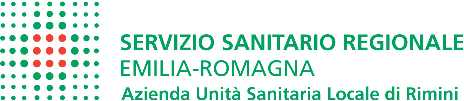 SERVIZIO SANITARIO REGIONALE
EMILIA-ROMAGNA
Azienda Unità Sanitaria Locale di Rimini